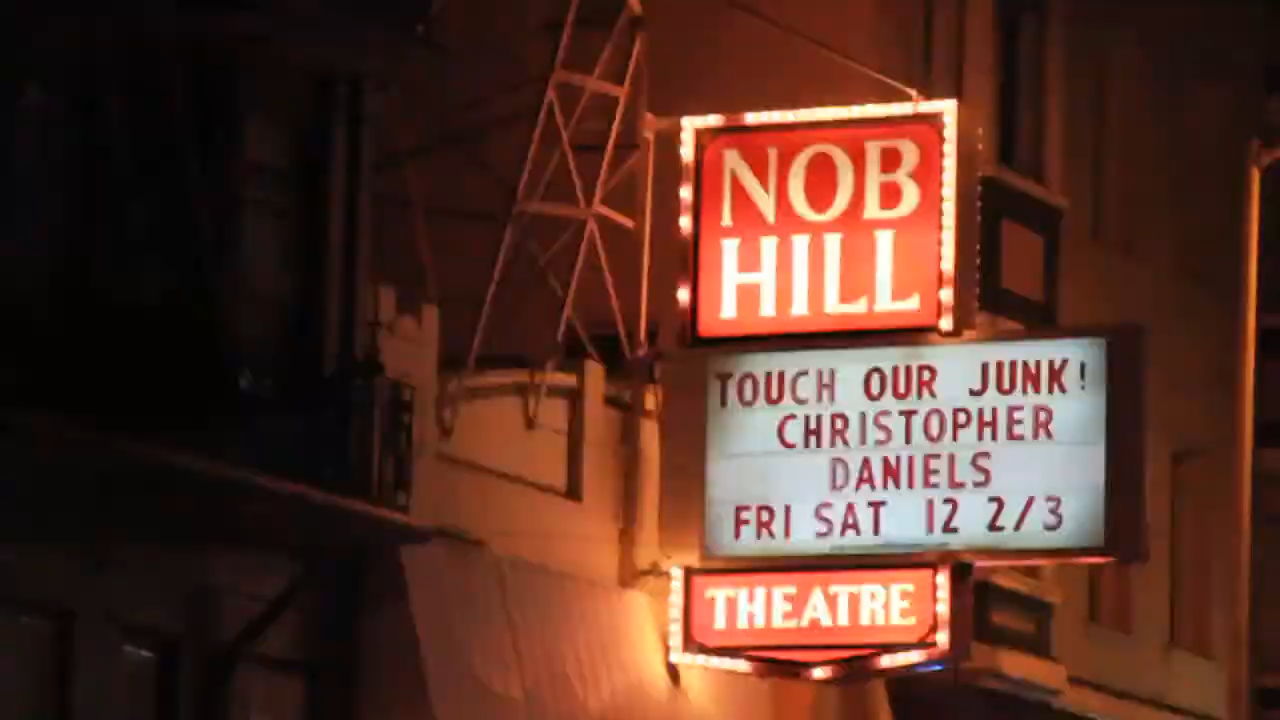 NOB
HILL
TOUCH OUR JUNK!
CHRISTOPHER
DANIELS
FRI SAT 12 2/3
THEATRE